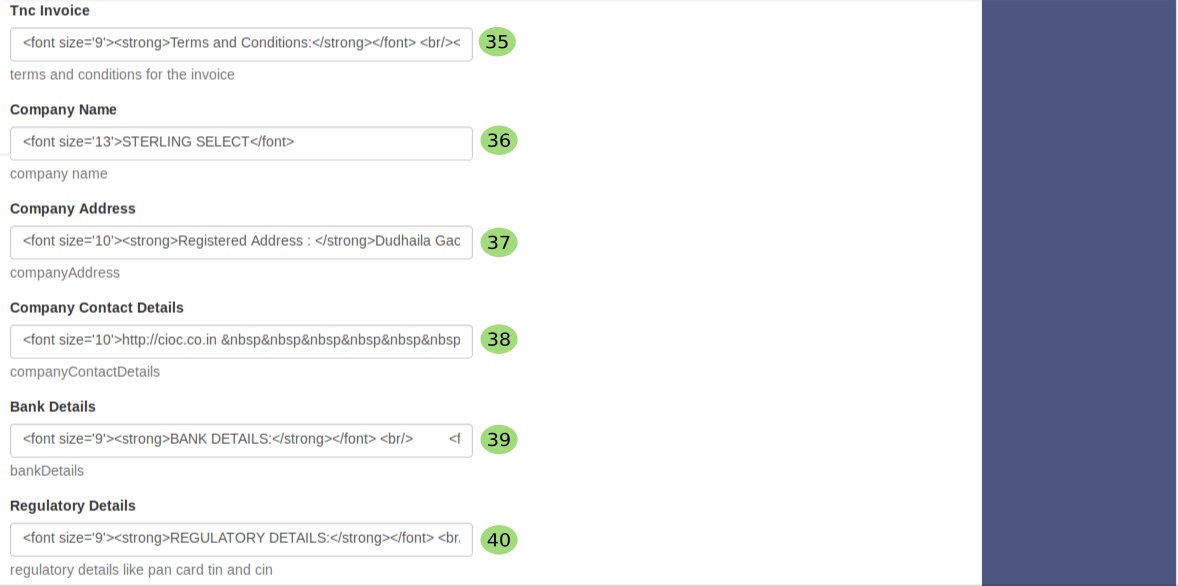 Tnc Invoice
<font size='9'><strong>Terms and Conditions:</strong></font> <br/>< 35
terms and conditions for the invoice
Company Name
<font size='13'>STERLING SELECT</font> 36
company name
Company Address
<font size='10'><strong>Registered Address : </strong>Dudhaila Gac 37
companyAddress
Company Contact Details
<font size='10'>http://cioc.co.in &nbsp&nbsp&nbsp&nbsp&nbsp&nbsp 38
companyContactDetails
Bank Details
<font size='9'><strong>BANK DETAILS:</strong></font> <br/> <f 39
bankDetails
Regulatory Details
<font size='9'><strong>REGULATORY DETAILS:</strong></font> <br. 40
regulatory details like pan card tin and cin